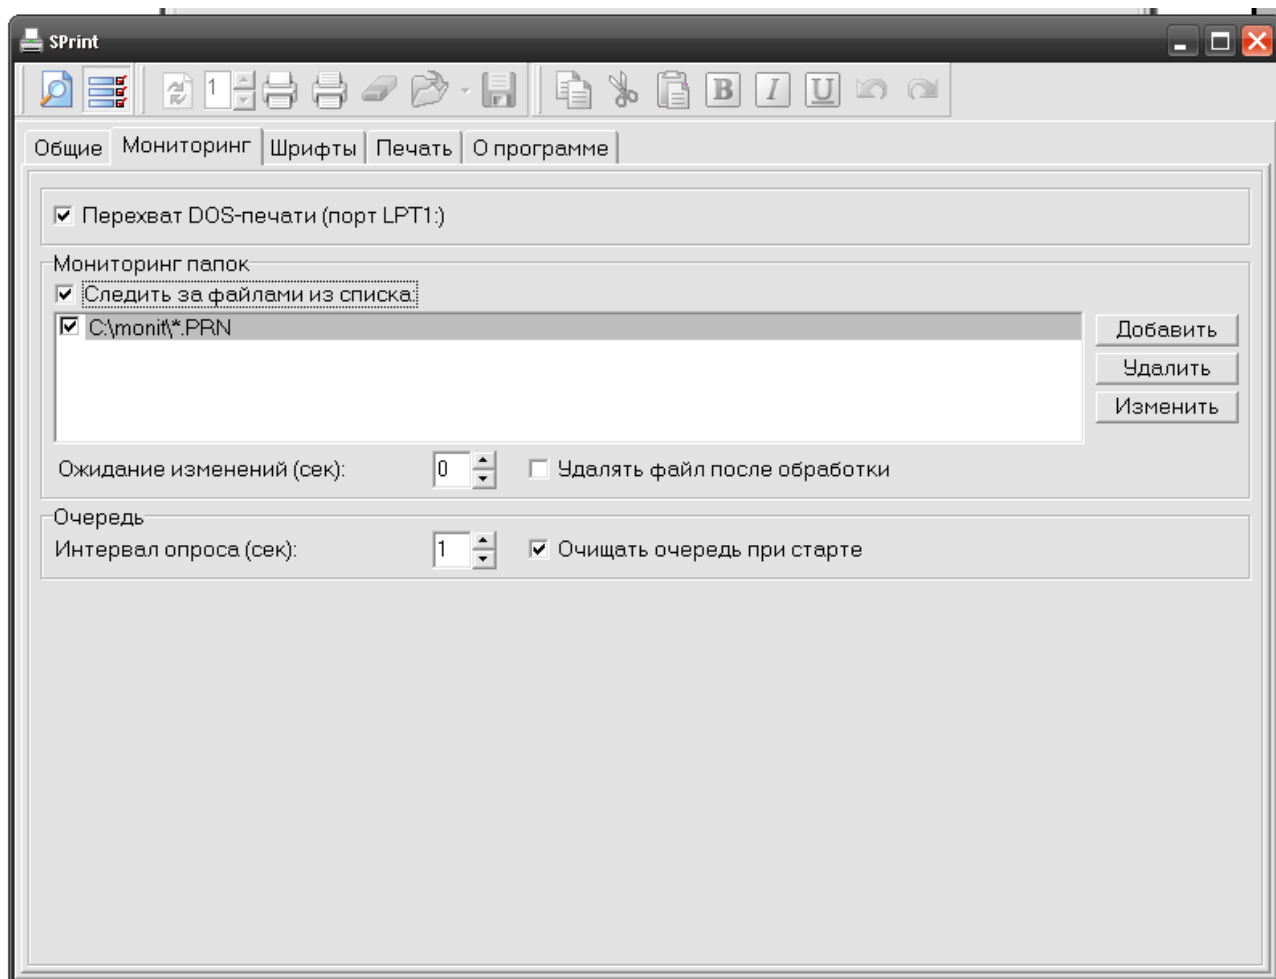 SPrint
1
B I U
Общие Мониторинг Шрифты Печать О программе
Перехват DOS-печати (порт LPT1:)
Мониторинг папок
Следить за файлами из списка:
C:\monit\*.PRN
Добавить
Удалить
Изменить
Ожидание изменений (сек): 0 Удалять файл после обработки
Очередь
Интервал опроса (сек): 1 Очищать очередь при старте